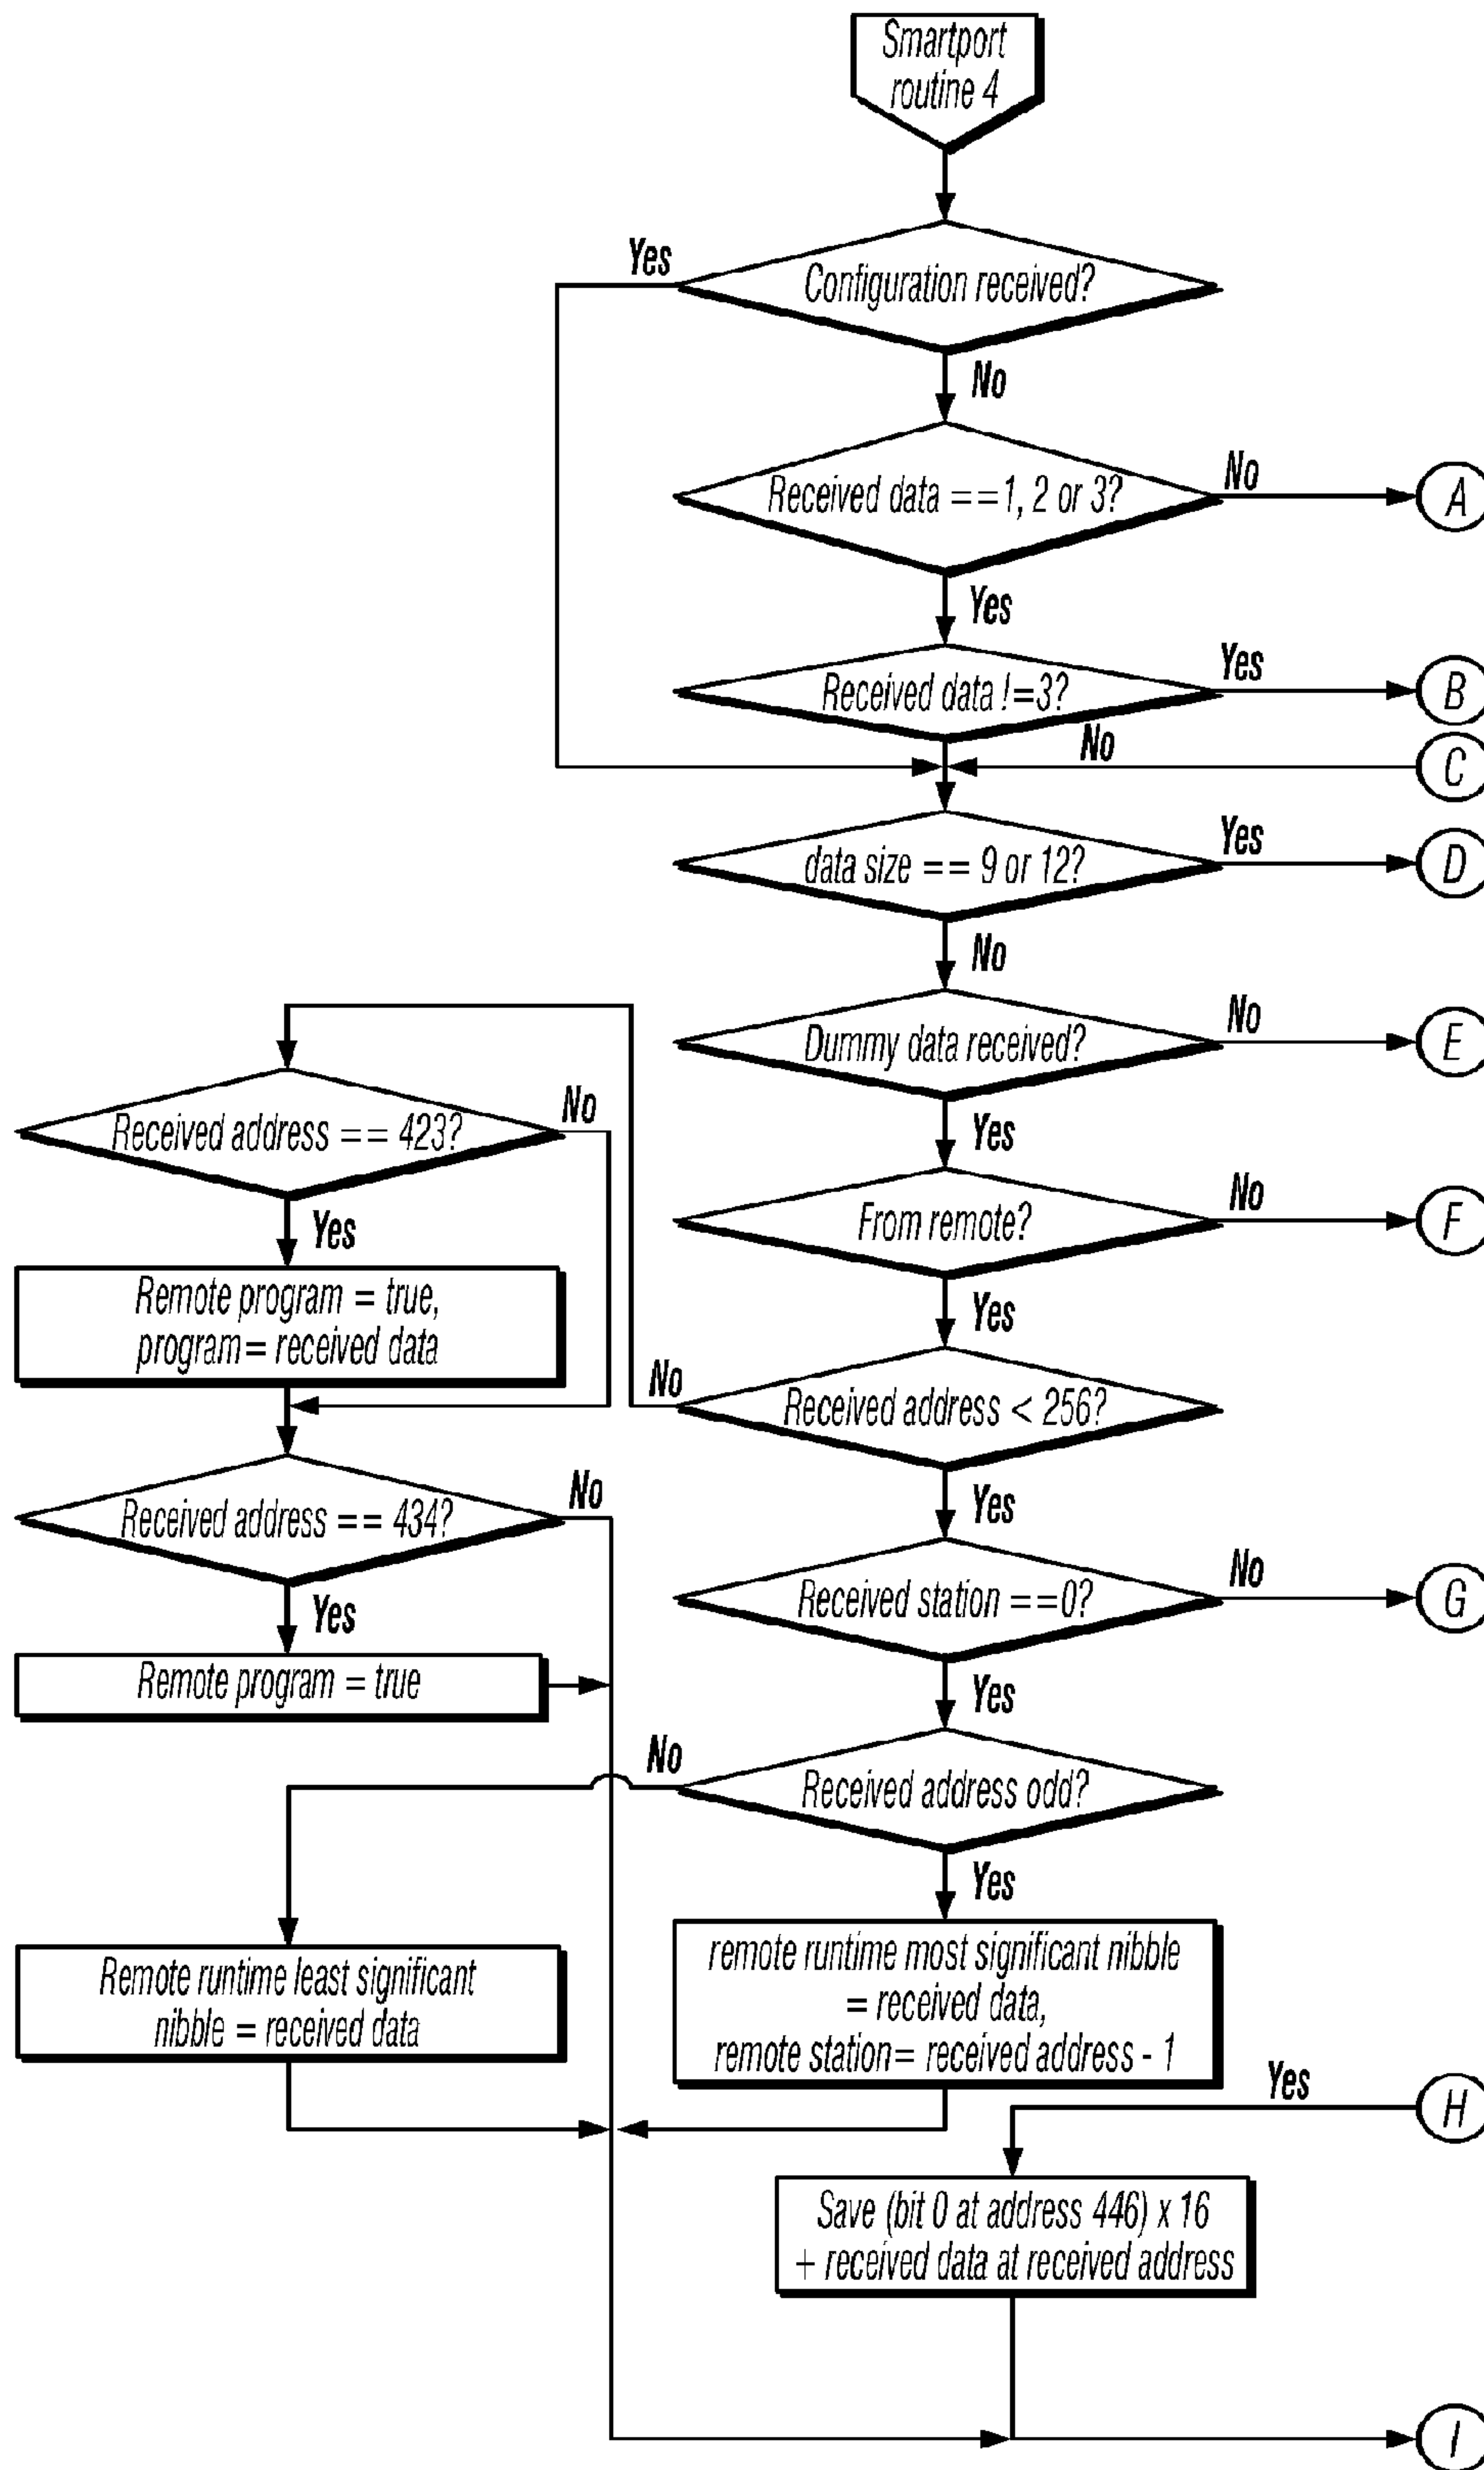 Smartport
routine 4
Yes
Configuration received?
No
Received data ==1, 2 or 3?
No
A
Yes
Received data !=3?
Yes
B
No
C
data size == 9 or 12?
Yes
D
No
Dummy data received?
No
E
Received address == 423?
No
Yes
From remote?
No
F
Yes
Remote program = true,
program= received data
Yes
No
Received address < 256?
Received address == 434?
No
Yes
Yes
Received station ==0?
No
G
Remote program = true
Yes
No
Received address odd?
Yes
Remote runtime least significant
nibble = received data
remote runtime most significant nibble
= received data,
remote station= received address - 1
Yes
H
Save (bit 0 at address 446) x 16
+ received data at received address
I